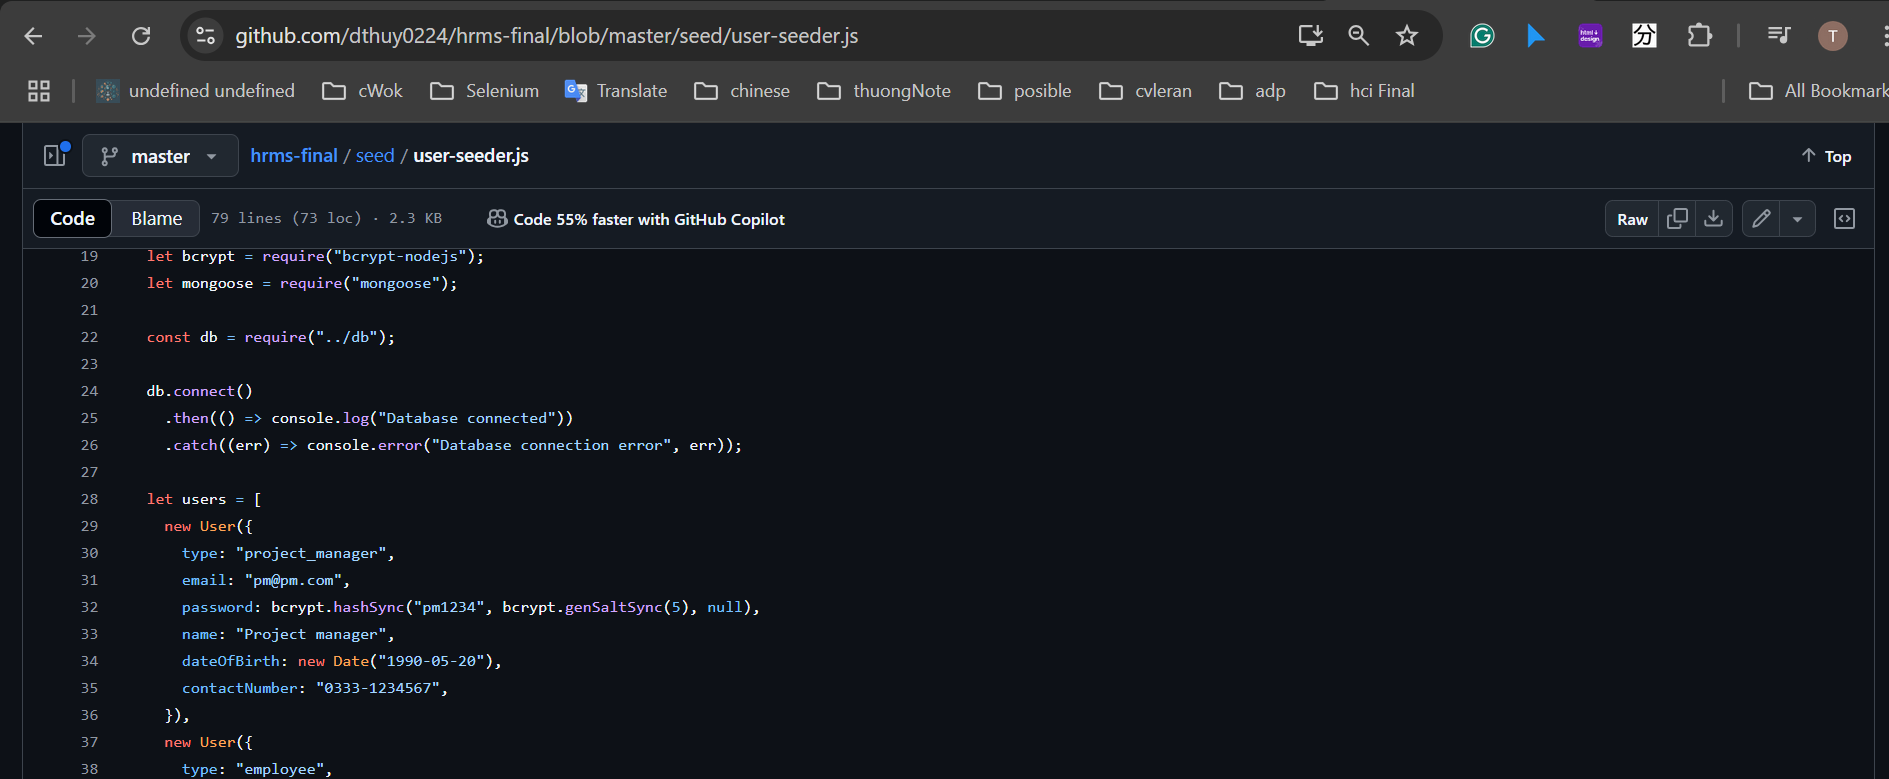 github.com/dthuy0224/hrms-final/blob/master/seed/user-seeder.js
T
undefined undefined cWok Selenium Translate chinese thuongNote posible cvleran adp hci Final All Bookmark
master hrms-final / seed / user-seeder.js Top
Code Blame 79 lines (73 loc) · 2.3 KB Code 55% faster with GitHub Copilot Raw
19 let bcrypt = require("bcrypt-nodejs");
20 let mongoose = require("mongoose");
21
22 const db = require("../db");
23
24 db.connect()
25 .then(() => console.log("Database connected"))
26 .catch((err) => console.error("Database connection error", err));
27
28 let users = [
29 new User({
30 type: "project_manager",
31 email: "pm@pm.com",
32 password: bcrypt.hashSync("pm1234", bcrypt.genSaltSync(5), null),
33 name: "Project manager",
34 dateOfBirth: new Date("1990-05-20"),
35 contactNumber: "0333-1234567",
36 }),
37 new User({
38 type: "employee",